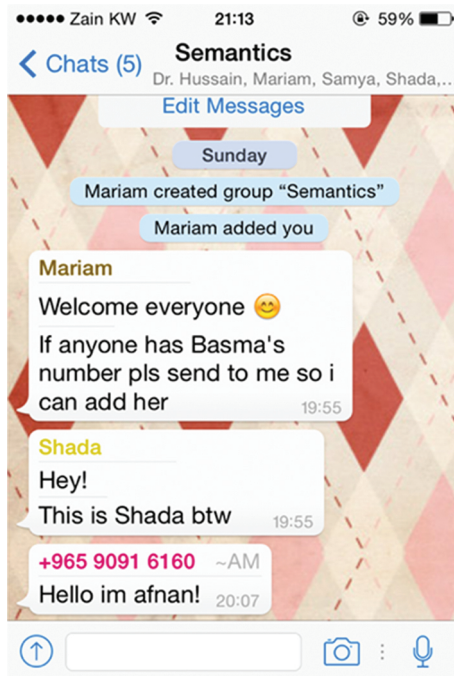 Zain KW 21:13 59%
Chats (5) Semantics
Dr. Hussain, Mariam, Samya, Shada,...
Edit Messages
Sunday
Mariam created group “Semantics”
Mariam added you
Mariam
Welcome everyone 😊
If anyone has Basma's
number pls send to me so i
can add her 19:55
Shada
Hey!
This is Shada btw 19:55
+965 9091 6160 ~AM
Hello im afnan! 20:07